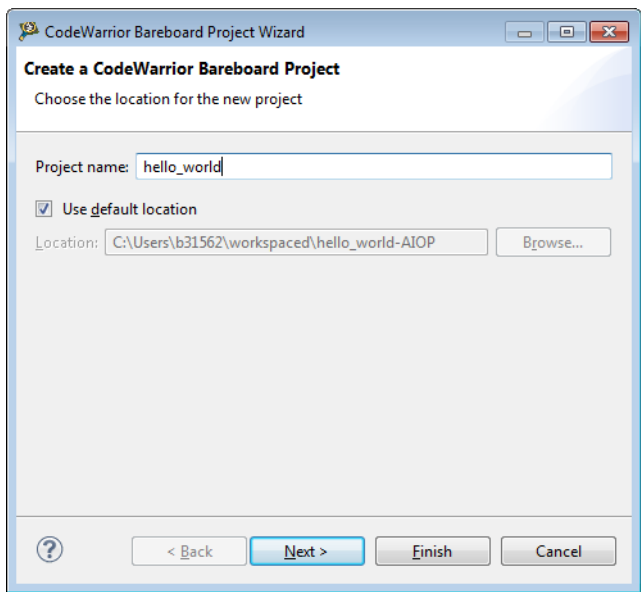 CodeWarrior Bareboard Project Wizard
Create a CodeWarrior Bareboard Project
Choose the location for the new project
Project name: hello_world
Use default location
Location: C:\Users\b31562\workspaced\hello_world-AIOP Browse...
? < Back Next > Finish Cancel